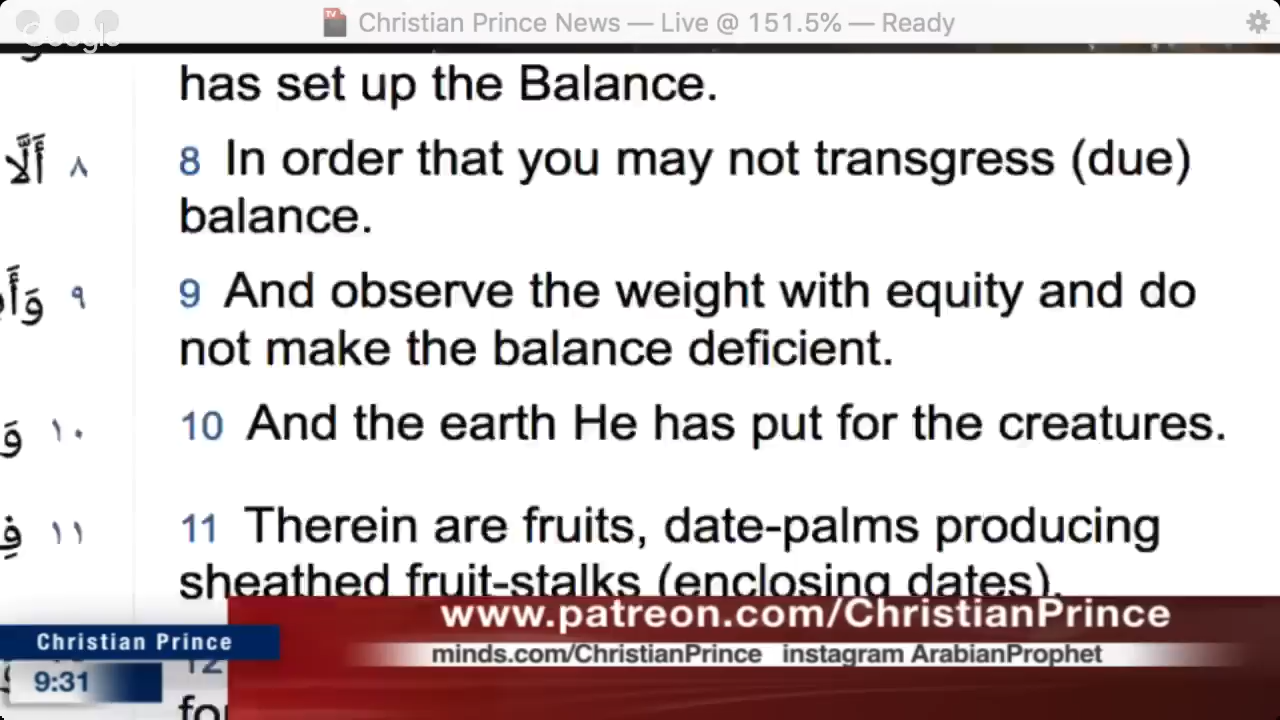 Christian Prince News — Live @ 151.5% — Ready
Google
has set up the Balance.
أَلَّا ٨
8 In order that you may not transgress (due)
balance.
٩
9 And observe the weight with equity and do
not make the balance deficient.
١٠
10 And the earth He has put for the creatures.
١١
11 Therein are fruits, date-palms producing
sheathed fruit-stalks (enclosing dates).
12
www.patreon.com/ChristianPrince
Christian Prince
minds.com/ChristianPrince instagram ArabianProphet
9:31